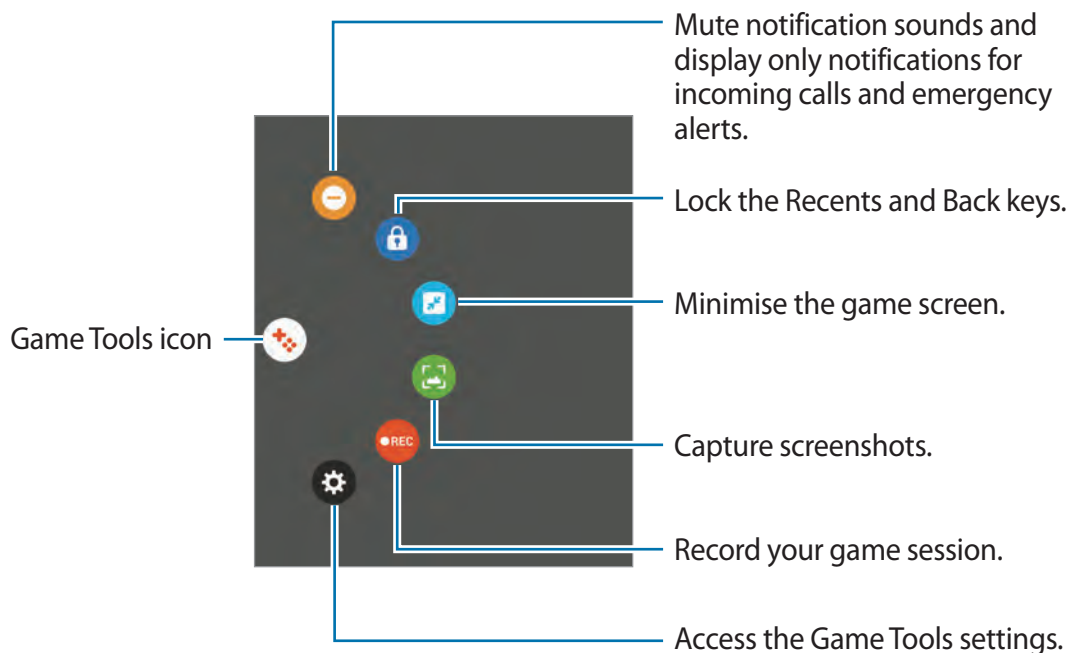 Mute notification sounds and
display only notifications for
incoming calls and emergency
alerts.
Lock the Recents and Back keys.
Minimise the game screen.
Game Tools icon
Capture screenshots.
REC
Record your game session.
Access the Game Tools settings.